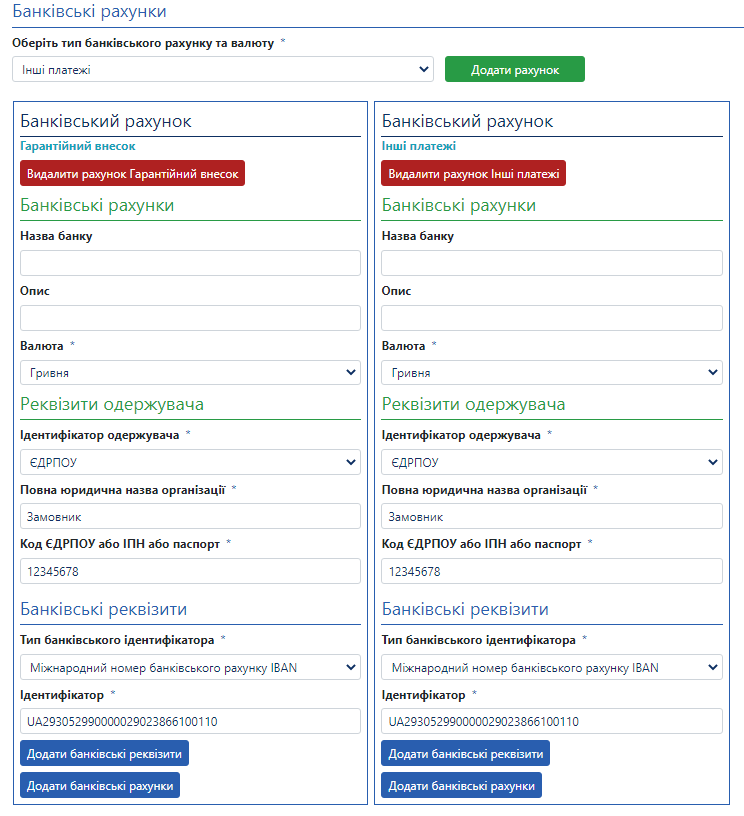 Банківські рахунки
Оберіть тип банківського рахунку та валюту *
Інші платежі
Додати рахунок
Банківський рахунок
Гарантійний внесок
Видалити рахунок Гарантійний внесок
Банківські рахунки
Назва банку
Опис
Валюта *
Гривня
Реквізити одержувача
Ідентифікатор одержувача *
ЄДРПОУ
Повна юридична назва організації *
Замовник
Код ЄДРПОУ або ІПН або паспорт *
12345678
Банківські реквізити
Тип банківського ідентифікатора *
Міжнародний номер банківського рахунку IBAN
Ідентифікатор *
UA293052990000029023866100110
Додати банківські реквізити
Додати банківські рахунки
Банківський рахунок
Інші платежі
Видалити рахунок Інші платежі
Банківські рахунки
Назва банку
Опис
Валюта *
Гривня
Реквізити одержувача
Ідентифікатор одержувача *
ЄДРПОУ
Повна юридична назва організації *
Замовник
Код ЄДРПОУ або ІПН або паспорт *
12345678
Банківські реквізити
Тип банківського ідентифікатора *
Міжнародний номер банківського рахунку IBAN
Ідентифікатор *
UA293052990000029023866100110
Додати банківські реквізити
Додати банківські рахунки